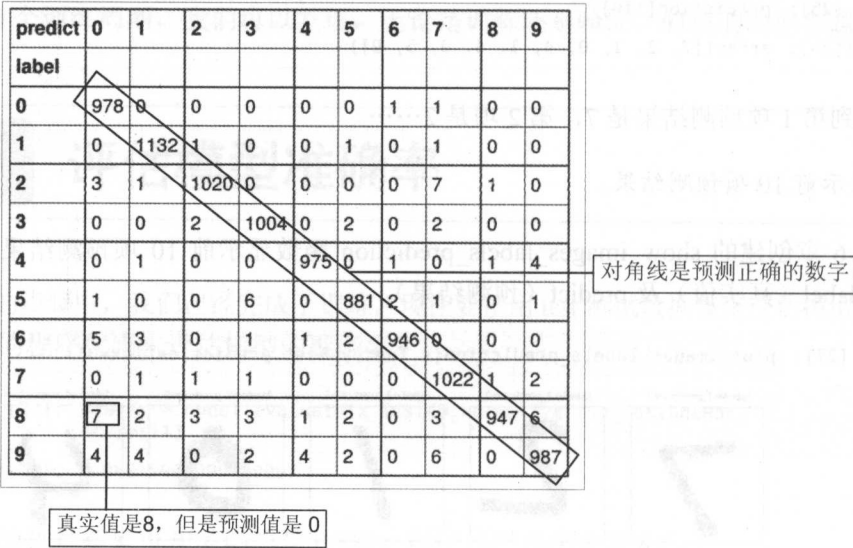 predict 0 1 2 3 4 5 6 7 8 9
label
0 978 0 0 0 0 0 1 1 0 0
1 0 1132 1 0 0 1 0 1 0 0
2 3 1 1020 0 0 0 0 7 1 0
3 0 0 2 1004 0 2 0 2 0 0
4 0 1 0 0 975 0 1 0 1 4
对角线是预测正确的数字
5 1 0 0 6 0 881 2 1
6 5 3 0 1 1 2 946 0 0 0
7 0 1 1 1 0 0 0 1022 1 2
8 7 3 3 1 2 0 3 947
9 4 4 0 2 4 2 0 6 0 987
真实值是8，但是预测值是 0